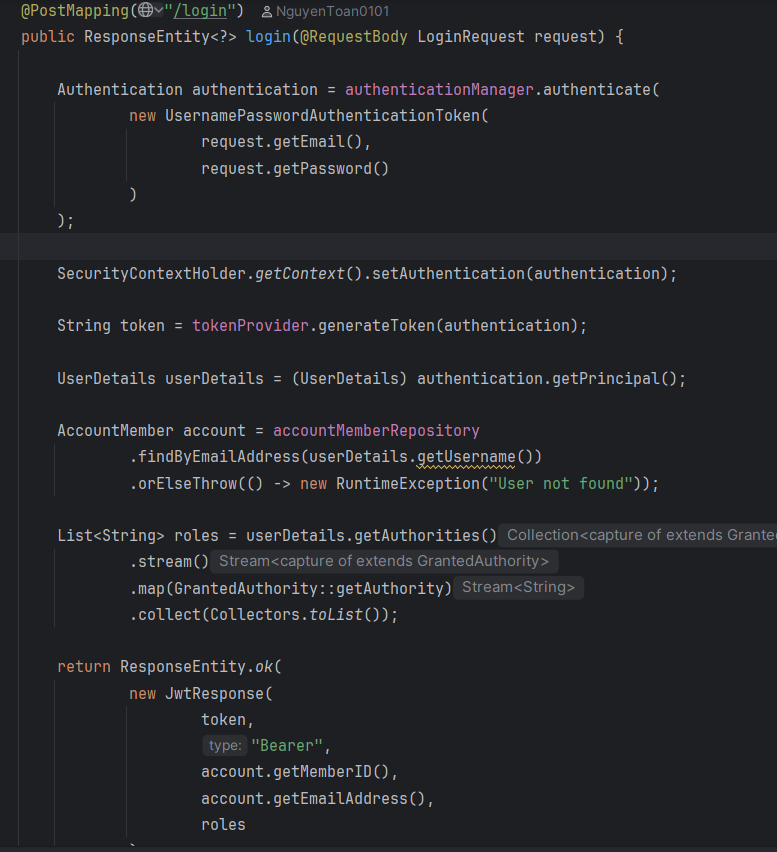 @PostMapping("/login") NguyenToan0101
public ResponseEntity<?> login(@RequestBody LoginRequest request) {
Authentication authentication = authenticationManager.authenticate(
new UsernamePasswordAuthenticationToken(
request.getEmail(),
request.getPassword()
)
);
SecurityContextHolder.getContext().setAuthentication(authentication);
String token = tokenProvider.generateToken(authentication);
UserDetails userDetails = (UserDetails) authentication.getPrincipal();
AccountMember account = accountMemberRepository
.findByEmailAddress(userDetails.getUsername())
.orElseThrow(() -> new RuntimeException("User not found"));
List<String> roles = userDetails.getAuthorities() Collection<capture of extends Grante
.stream() Stream<capture of extends GrantedAuthority>
.map(GrantedAuthority::getAuthority) Stream<String>
.collect(Collectors.toList());
return ResponseEntity.ok(
new JwtResponse(
token,
type: "Bearer",
account.getMemberID(),
account.getEmailAddress(),
roles